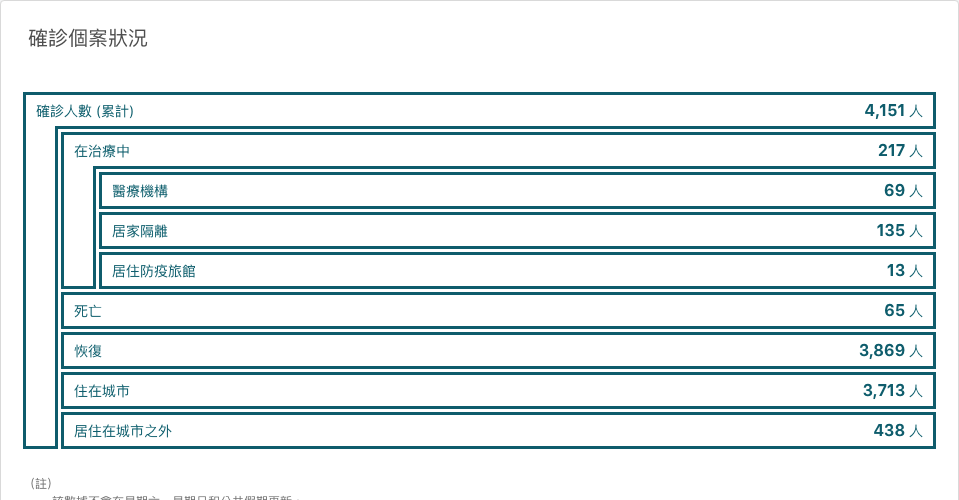 確診個案狀況
確診人數 (累計) 4,151 人
在治療中 217 人
醫療機構 69 人
居家隔離 135 人
居住防疫旅館 13 人
死亡 65 人
恢復 3,869 人
住在城市 3,713 人
居住在城市之外 438 人
(註)